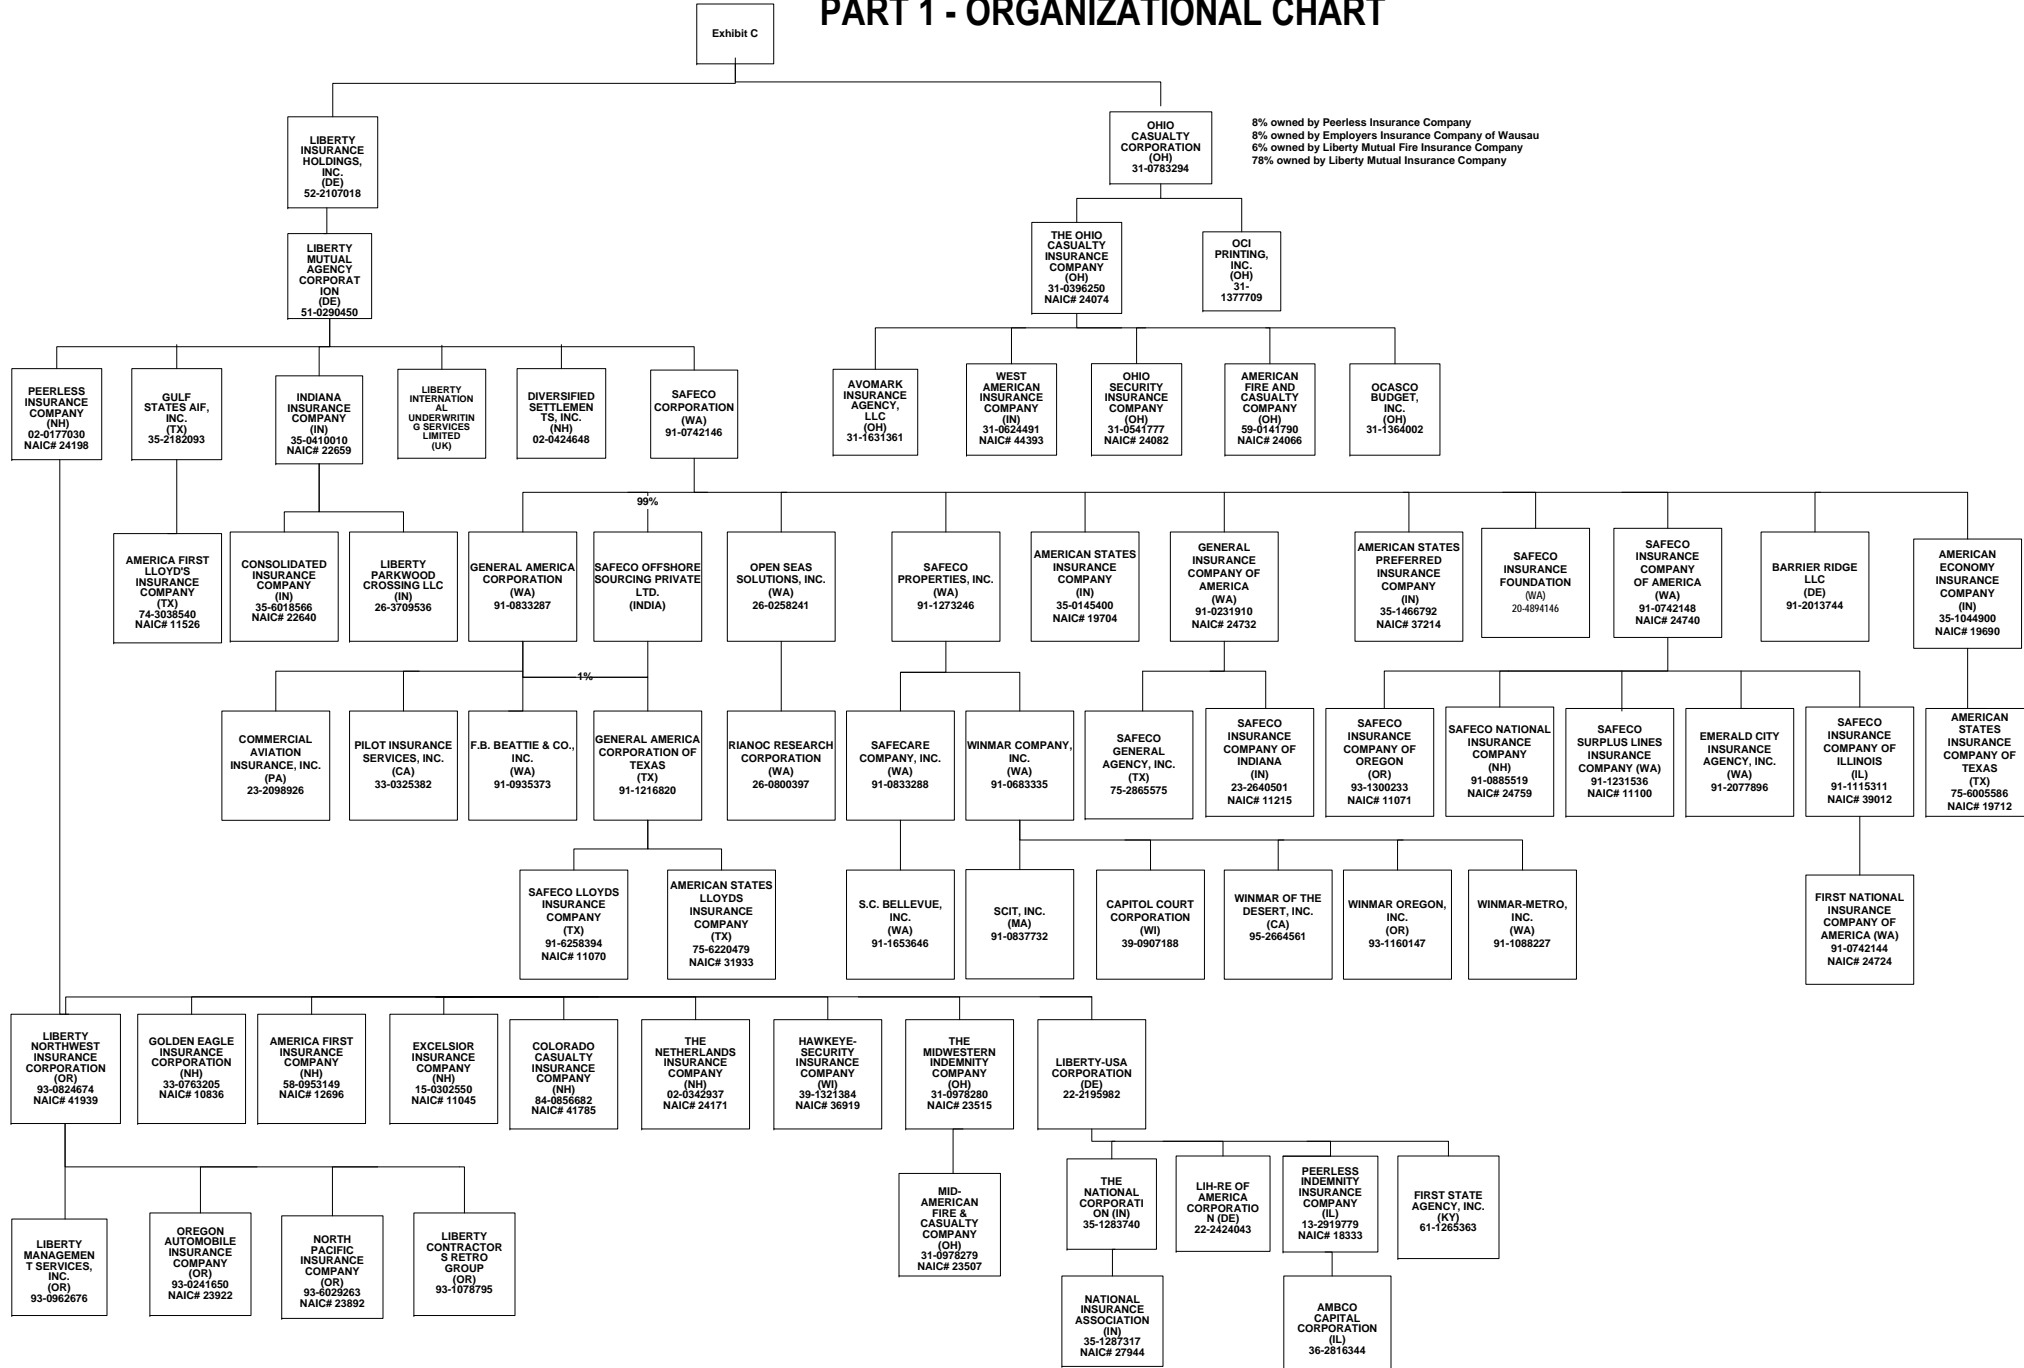 PART 1 - ORGANIZATIONAL CHART
Exhibit C
LIBERTY
INSURANCE
HOLDINGS,
INC.
(DE)
52-2107018
OHIO
CASUALTY
CORPORATION
(OH)
31-0783294
8% owned by Peerless Insurance Company
8% owned by Employers Insurance Company of Wausau
6% owned by Liberty Mutual Fire Insurance Company
78% owned by Liberty Mutual Insurance Company
LIBERTY
MUTUAL
AGENCY
CORPORAT
ION
(DE)
51-0290450
THE OHIO
CASUALTY
INSURANCE
COMPANY
(OH)
31-0396250
NAIC# 24074
OCI
PRINTING,
INC.
(OH)
31-
1377709
PEERLESS
INSURANCE
COMPANY
(NH)
02-0177030
NAIC# 24198
GULF
STATES AIF,
INC.
(TX)
35-2182093
INDIANA
INSURANCE
COMPANY
(IN)
35-0410010
NAIC# 22659
LIBERTY
INTERNATION
AL
UNDERWRITIN
G SERVICES
LIMITED
(UK)
DIVERSIFIED
SETTLEMEN
TS, INC.
(NH)
02-0424648
SAFECO
CORPORATION
(WA)
91-0742146
AVOMARK
INSURANCE
AGENCY,
LLC
(OH)
31-1631361
WEST
AMERICAN
INSURANCE
COMPANY
(IN)
31-0624491
NAIC# 44393
OHIO
SECURITY
INSURANCE
COMPANY
(OH)
31-0541777
NAIC# 24082
AMERICAN
FIRE AND
CASUALTY
COMPANY
(OH)
59-0141790
NAIC# 24066
OCASCO
BUDGET,
INC.
(OH)
31-1364002
99%
AMERICA FIRST
LLOYD'S
INSURANCE
COMPANY
(TX)
74-3038540
NAIC# 11526
CONSOLIDATED
INSURANCE
COMPANY
(IN)
35-6018566
NAIC# 22640
LIBERTY
PARKWOOD
CROSSING LLC
(IN)
26-3709536
GENERAL AMERICA
CORPORATION
(WA)
91-0833287
SAFECO OFFSHORE
SOURCING PRIVATE
LTD.
(INDIA)
OPEN SEAS
SOLUTIONS, INC.
(WA)
26-0258241
SAFECO
PROPERTIES, INC.
(WA)
91-1273246
AMERICAN STATES
INSURANCE
COMPANY
(IN)
35-0145400
NAIC# 19704
GENERAL
INSURANCE
COMPANY OF
AMERICA
(WA)
91-0231910
NAIC# 24732
AMERICAN STATES
PREFERRED
INSURANCE
COMPANY
(IN)
35-1466792
NAIC# 37214
SAFECO
INSURANCE
FOUNDATION
(WA)
20-4894146
SAFECO
INSURANCE
COMPANY
OF AMERICA
(WA)
91-0742148
NAIC# 24740
BARRIER RIDGE
LLC
(DE)
91-2013744
AMERICAN
ECONOMY
INSURANCE
COMPANY
(IN)
35-1044900
NAIC# 19690
1%
COMMERCIAL
AVIATION
INSURANCE, INC.
(PA)
23-2098926
PILOT INSURANCE
SERVICES, INC.
(CA)
33-0325382
F.B. BEATTIE & CO.,
INC.
(WA)
91-0935373
GENERAL AMERICA
CORPORATION OF
TEXAS
(TX)
91-1216820
RIANOC RESEARCH
CORPORATION
(WA)
26-0800397
SAFECARE
COMPANY, INC.
(WA)
91-0833288
WINMAR COMPANY,
INC.
(WA)
91-0683335
SAFECO
GENERAL
AGENCY, INC.
(TX)
75-2865575
SAFECO
INSURANCE
COMPANY OF
INDIANA
(IN)
23-2640501
NAIC# 11215
SAFECO
INSURANCE
COMPANY OF
OREGON
(OR)
93-1300233
NAIC# 11071
SAFECO NATIONAL
INSURANCE
COMPANY
(NH)
91-0885519
NAIC# 24759
SAFECO
SURPLUS LINES
INSURANCE
COMPANY (WA)
91-1231536
NAIC# 11100
EMERALD CITY
INSURANCE
AGENCY, INC.
(WA)
91-2077896
SAFECO
INSURANCE
COMPANY OF
ILLINOIS
(IL)
91-1115311
NAIC# 39012
AMERICAN
STATES
INSURANCE
COMPANY OF
TEXAS
(TX)
75-6005586
NAIC# 19712
SAFECO LLOYDS
INSURANCE
COMPANY
(TX)
91-6258394
NAIC# 11070
AMERICAN STATES
LLOYDS
INSURANCE
COMPANY
(TX)
75-6220479
NAIC# 31933
S.C. BELLEVUE,
INC.
(WA)
91-1653646
SCIT, INC.
(MA)
91-0837732
CAPITOL COURT
CORPORATION
(WI)
39-0907188
WINMAR OF THE
DESERT, INC.
(CA)
95-2664561
WINMAR OREGON,
INC.
(OR)
93-1160147
WINMAR-METRO,
INC.
(WA)
91-1088227
FIRST NATIONAL
INSURANCE
COMPANY OF
AMERICA (WA)
91-0742144
NAIC# 24724
LIBERTY
NORTHWEST
INSURANCE
CORPORATION
(OR)
93-0824674
NAIC# 41939
GOLDEN EAGLE
INSURANCE
CORPORATION
(NH)
33-0763205
NAIC# 10836
AMERICA FIRST
INSURANCE
COMPANY
(NH)
58-0953149
NAIC# 12696
EXCELSIOR
INSURANCE
COMPANY
(NH)
15-0302550
NAIC# 11045
COLORADO
CASUALTY
INSURANCE
COMPANY
(NH)
84-0856682
NAIC# 41785
THE
NETHERLANDS
INSURANCE
COMPANY
(NH)
02-0342937
NAIC# 24171
HAWKEYE-
SECURITY
INSURANCE
COMPANY
(WI)
39-1321384
NAIC# 36919
THE
MIDWESTERN
INDEMNITY
COMPANY
(OH)
31-0978280
NAIC# 23515
LIBERTY-USA
CORPORATION
(DE)
22-2195982
LIBERTY
MANAGEMEN
T SERVICES,
INC.
(OR)
93-0962676
OREGON
AUTOMOBILE
INSURANCE
COMPANY
(OR)
93-0241650
NAIC# 23922
NORTH
PACIFIC
INSURANCE
COMPANY
(OR)
93-6029263
NAIC# 23892
LIBERTY
CONTRACTOR
S RETRO
GROUP
(OR)
93-1078795
MID-
AMERICAN
FIRE &
CASUALTY
COMPANY
(OH)
31-0978279
NAIC# 23507
THE
NATIONAL
CORPORATI
ON (IN)
35-1283740
LIH-RE OF
AMERICA
CORPORATIO
N (DE)
22-2424043
PEERLESS
INDEMNITY
INSURANCE
COMPANY
(IL)
13-2919779
NAIC# 18333
FIRST STATE
AGENCY, INC.
(KY)
61-1265363
NATIONAL
INSURANCE
ASSOCIATION
(IN)
35-1287317
NAIC# 27944
AMBCO
CAPITAL
CORPORATION
(IL)
36-2816344